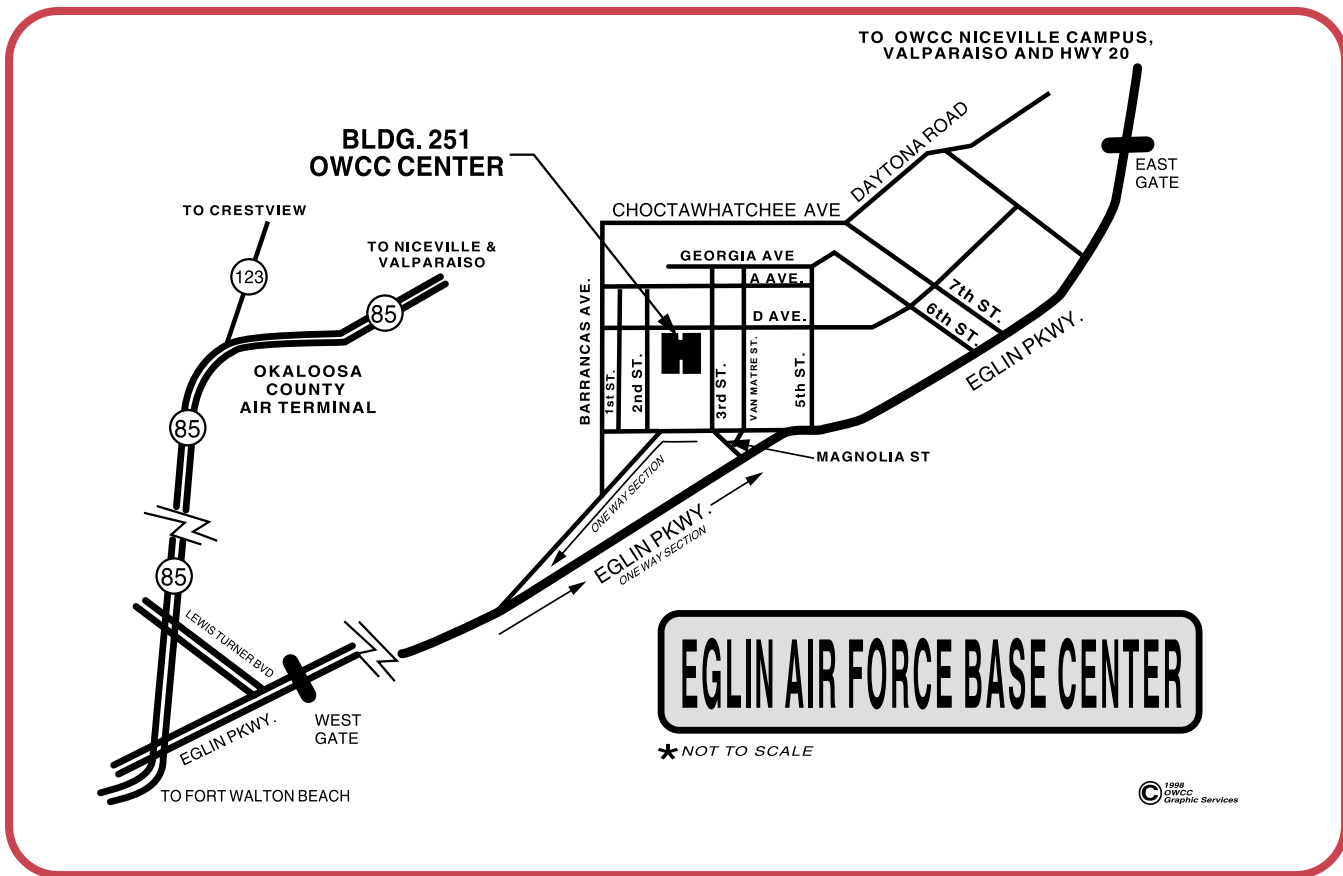 TO OWCC NICEVILLE CAMPUS,
VALPARAISO AND HWY 20
BLDG. 251
OWCC CENTER
DAYTONA ROAD
EAST
GATE
TO CRESTVIEW
CHOCTAWHATCHEE AVE
TO NICEVILLE &
VALPARAISO
GEORGIA AVE
123
A AVE.
85
BARRANCAS AVE.
7th ST.
6th ST.
D AVE.
EGLIN PKWY.
OKALOOSA
COUNTY
AIR TERMINAL
1st ST.
2nd ST.
3rd ST.
VAN MATRE ST.
5th ST.
85
MAGNOLIA ST
ONE WAY SECTION
EGLIN PKWY.
ONE WAY SECTION
85
LEWIS TURNER BVD
WEST
GATE
EGLIN PKWY.
TO FORT WALTON BEACH
EGLIN AIR FORCE BASE CENTER
* NOT TO SCALE
© 1998
OWCC
Graphic Services